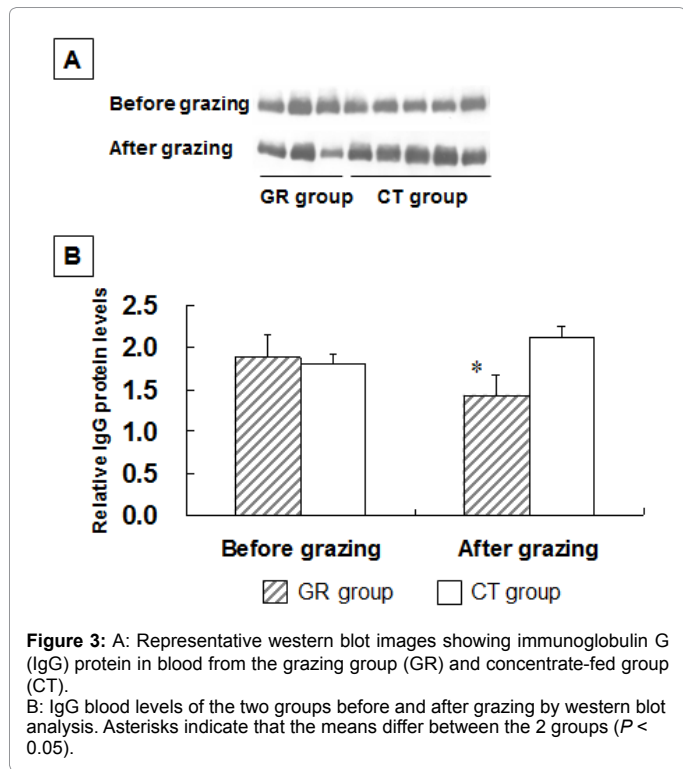 A
Before grazing
After grazing
GR group CT group
B
Relative IgG protein levels
2.5
2.0
1.5
1.0
0.5
0.0
*
Before grazing After grazing
GR group CT group
Figure 3: A: Representative western blot images showing immunoglobulin G
(IgG) protein in blood from the grazing group (GR) and concentrate-fed group
(CT).
B: IgG blood levels of the two groups before and after grazing by western blot
analysis. Asterisks indicate that the means differ between the 2 groups (P <
0.05).